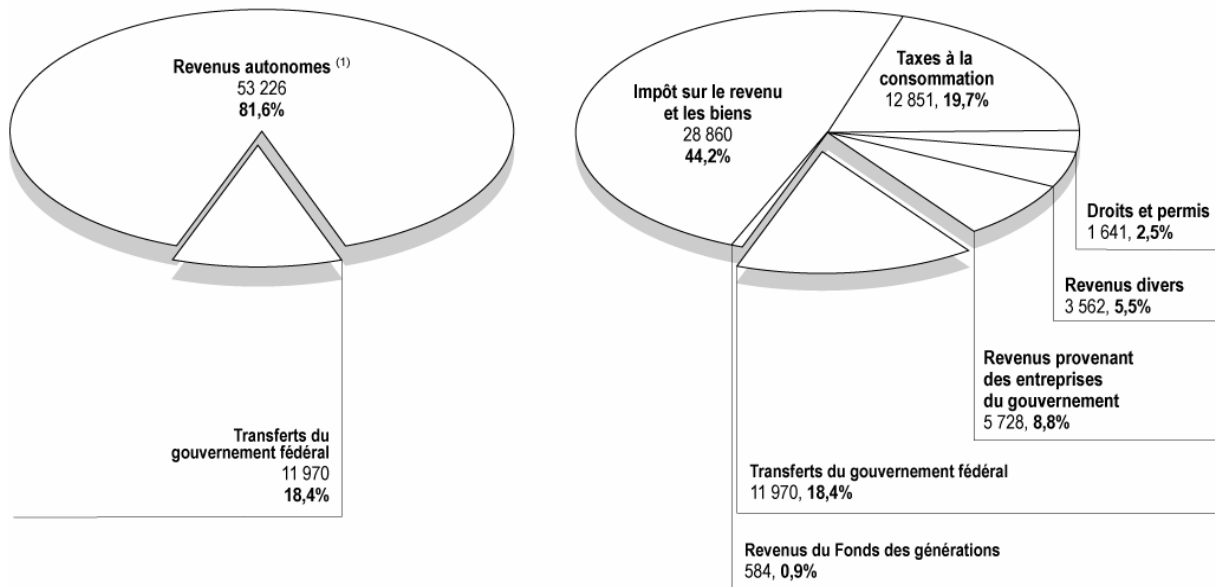 Revenus autonomes (1)
53 226
81,6%
Transferts du
gouvernement fédéral
11 970
18,4%
Impôt sur le revenu
et les biens
28 860
44,2%
Taxes à la
consommation
12 851, 19,7%
Droits et permis
1 641, 2,5%
Revenus divers
3 562, 5,5%
Revenus provenant
des entreprises
du gouvernement
5 728, 8,8%
Transferts du gouvernement fédéral
11 970, 18,4%
Revenus du Fonds des générations
584, 0,9%